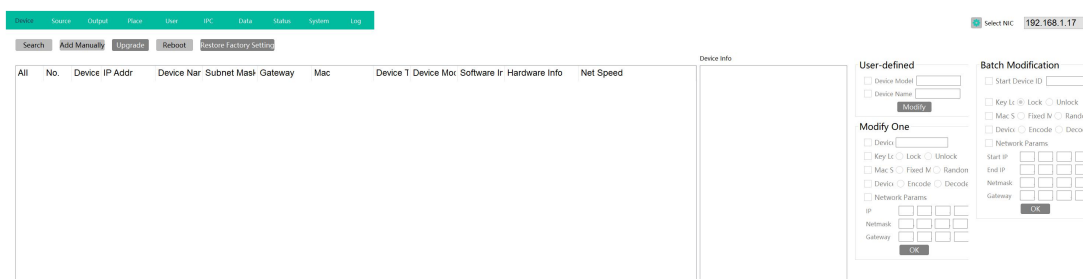 Device Source Output Place User IPC Data Status System Log
Select NIC 192.168.1.17
Search Add Manually Upgrade Reboot Restore Factory Setting
Device Info
All No. Device IP Addr Device Nar Subnet Mask Gateway Mac Device T Device Moc Software Ir Hardware Info Net Speed
User-defined
Device Model
Device Name
Modify
Modify One
Device
Key Lc Lock Unlock
Mac S Fixed M Random
Device Encode Decode
Network Params
IP
Netmask
Gateway
OK
Batch Modification
Start Device ID
Key Lc Lock Unlock
Mac S Fixed M Rando
Device Encode Deco
Network Params
Start IP
End IP
Netmask
Gateway
OK